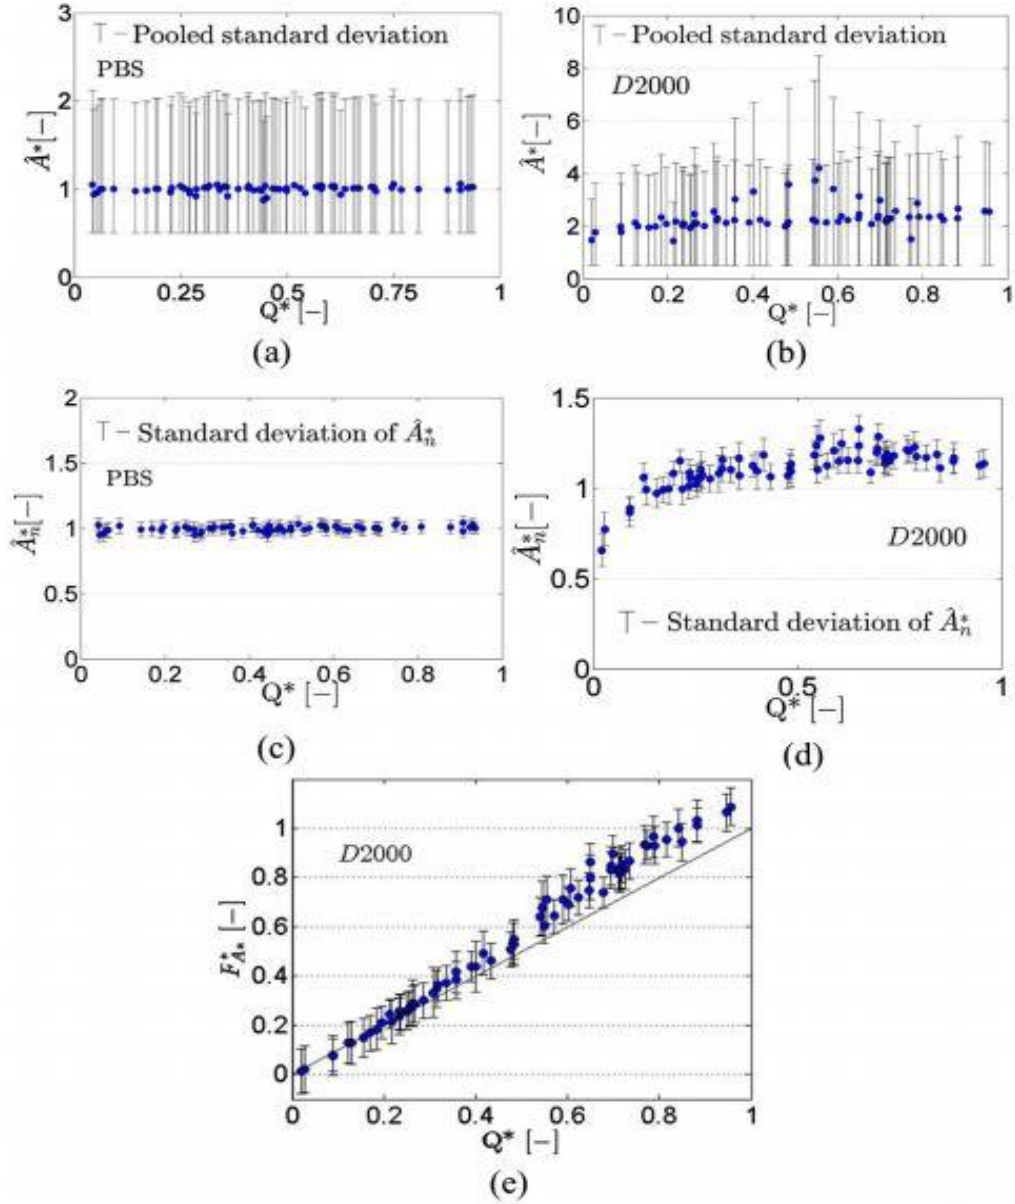 3
⊤ – Pooled standard deviation
PBS
2
1
0
Â* [–]
0.25
0.5
0.75
1
Q* [–]
(a)
10
⊤ – Pooled standard deviation
D2000
8
6
4
2
0
Â* [–]
0
0.2
0.4
0.6
0.8
1
Q* [–]
(b)
2
⊤ – Standard deviation of Â*ₙ
1.5
PBS
1
0.5
0
Â*ₙ [–]
0
0.2
0.4
0.6
0.8
1
Q* [–]
(c)
1.5
1
D2000
0.5
⊤ – Standard deviation of Â*ₙ
0
Â*ₙ [–]
0
0.5
1
Q* [–]
(d)
1
D2000
0.8
0.6
0.4
0.2
0
F*_A* [–]
0
0.2
0.4
0.6
0.8
1
Q* [–]
(e)